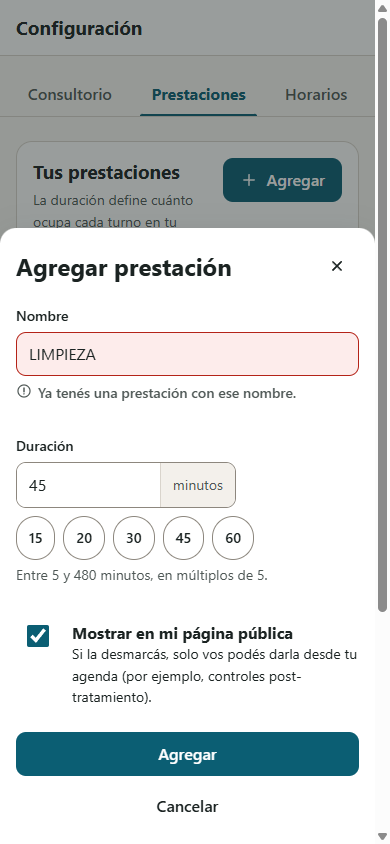 Configuración
Consultorio
Prestaciones
Horarios
Tus prestaciones
La duración define cuánto
ocupa cada turno en tu
+ Agregar
Agregar prestación
Nombre
LIMPIEZA
Ya tenés una prestación con ese nombre.
Duración
45 minutos
15 20 30 45 60
Entre 5 y 480 minutos, en múltiplos de 5.
Mostrar en mi página pública
Si la desmarcás, solo vos podés darla desde tu
agenda (por ejemplo, controles post-
tratamiento).
Agregar
Cancelar